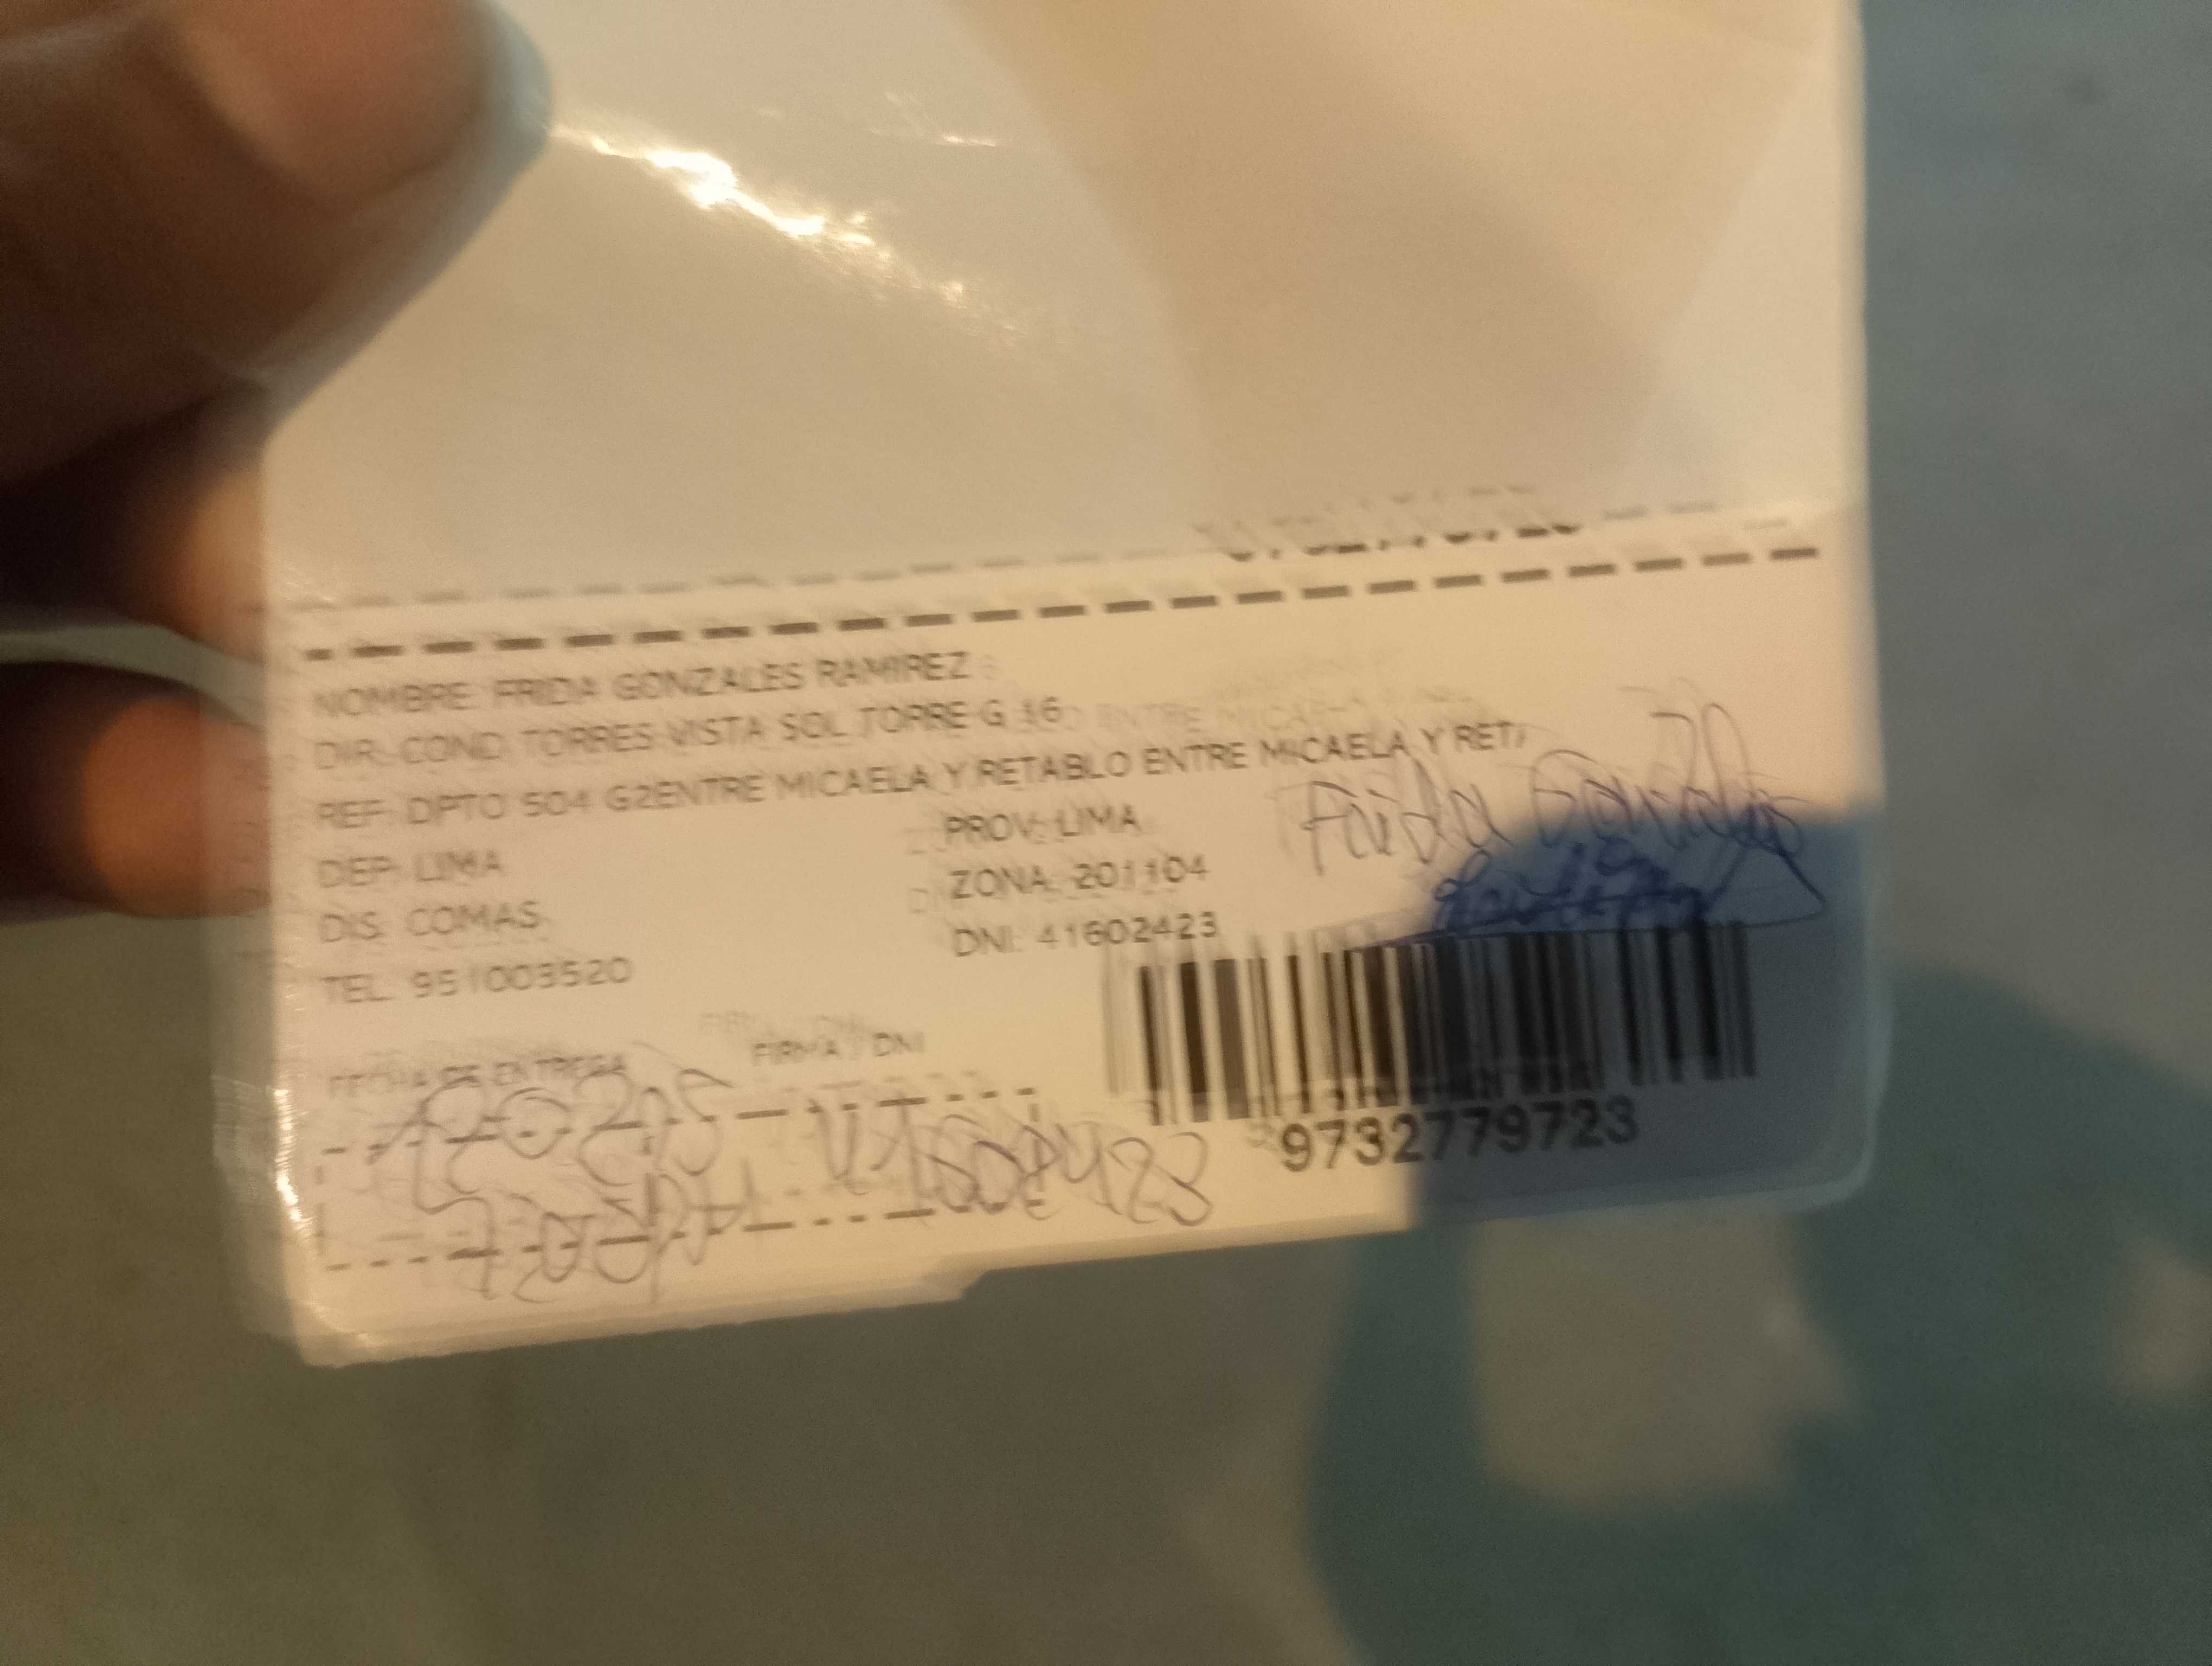 NOMBRE: FRIDA GONZALES RAMIREZ
DIR: COND TORRES VISTA SOL TORRE G 16
REF: DPTO 504 G2ENTRE MICAELA Y RETABLO ENTRE MICAELA Y RET
DEP: LIMA
PROV: LIMA
DIS: COMAS
ZONA: 201104
TEL: 951003520
DNI: 41602423
Frida Gonzales
FECHA DE ENTREGA
FIRMA / DNI
9732779723